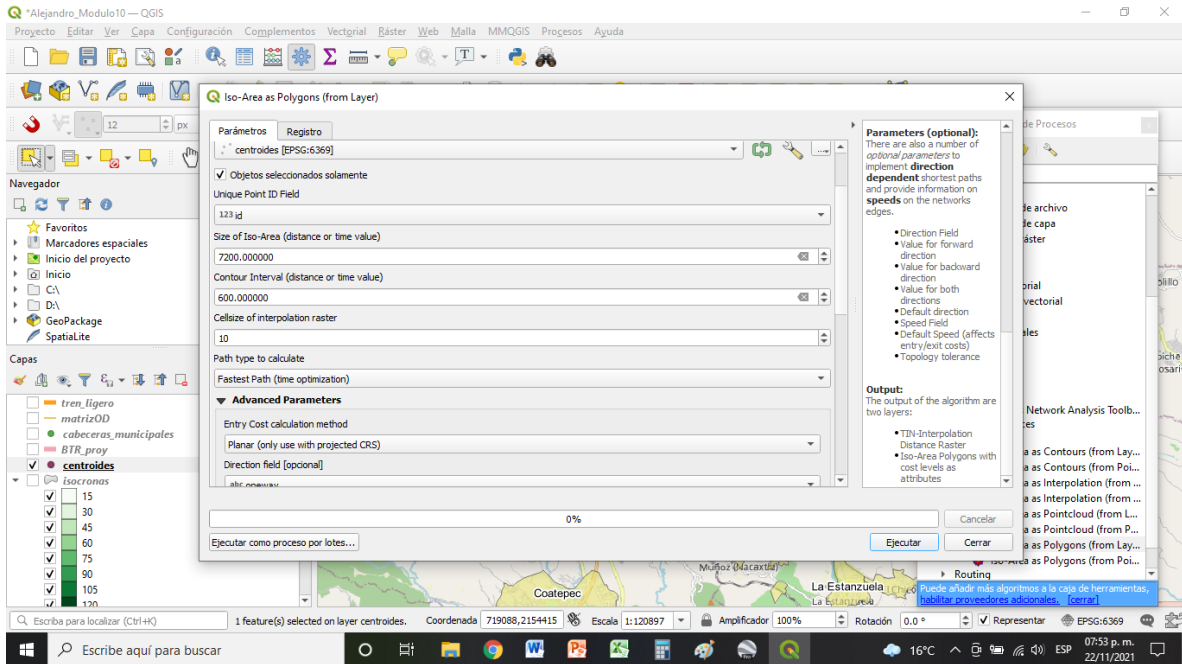 *Alejandro_Modulo10 — QGIS
Proyecto Editar Ver Capa Configuración Complementos Vectorial Ráster Web Malla MMQGIS Procesos Ayuda
12 px
Iso-Area as Polygons (from Layer)
Parámetros Registro
centroides [EPSG:6369]
Objetos seleccionados solamente
Unique Point ID Field
123 id
Size of Iso-Area (distance or time value)
7200.000000
Contour Interval (distance or time value)
600.000000
Cellsize of interpolation raster
10
Path type to calculate
Fastest Path (time optimization)
Advanced Parameters
Entry Cost calculation method
Planar (only use with projected CRS)
Direction field [opcional]
abc oneway
0%
Cancelar
Ejecutar como proceso por lotes...
Ejecutar Cerrar
Parameters (optional):
There are also a number of
optional parameters to
implement direction
dependent shortest paths
and provide information on
speeds on the networks
edges.
Direction Field
Value for forward
direction
Value for backward
direction
Value for both
directions
Default direction
Speed Field
Default Speed (affects
entry/exit costs)
Topology tolerance
Output:
The output of the algorithm are
two layers:
TIN-Interpolation
Distance Raster
Iso-Area Polygons with
cost levels as
attributes
Navegador
Favoritos
Marcadores espaciales
Inicio del proyecto
Inicio
C:\
D:\
GeoPackage
SpatiaLite
Capas
tren_ligero
matrizOD
cabeceras_municipales
BTR_proy
centroides
isocronas
15
30
45
60
75
90
105
120
de Procesos
de archivo
de capa
áster
orial
vectorial
ales
Network Analysis Toolb...
ces
a as Contours (from Lay...
a as Contours (from Poi...
a as Interpolation (from ...
a as Interpolation (from ...
a as Pointcloud (from L...
a as Pointcloud (from P...
a as Polygons (from Lay...
Iso-Area as Polygons (from Poi...
Routing
Puede añadir más algoritmos a la caja de herramientas,
habilitar proveedores adicionales. [cerrar]
Coatepec
La Estanzuela
Escriba para localizar (Ctrl+K)
1 feature(s) selected on layer centroides.
Coordenada 719088,2154415
Escala 1:120897
Amplificador 100%
Rotación 0.0 °
Representar
EPSG:6369
Escribe aquí para buscar
16°C
ESP
07:53 p. m.
22/11/2021